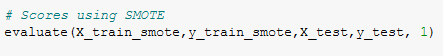 # Scores using SMOTE
evaluate(X_train_smote,y_train_smote,X_test,y_test, 1)